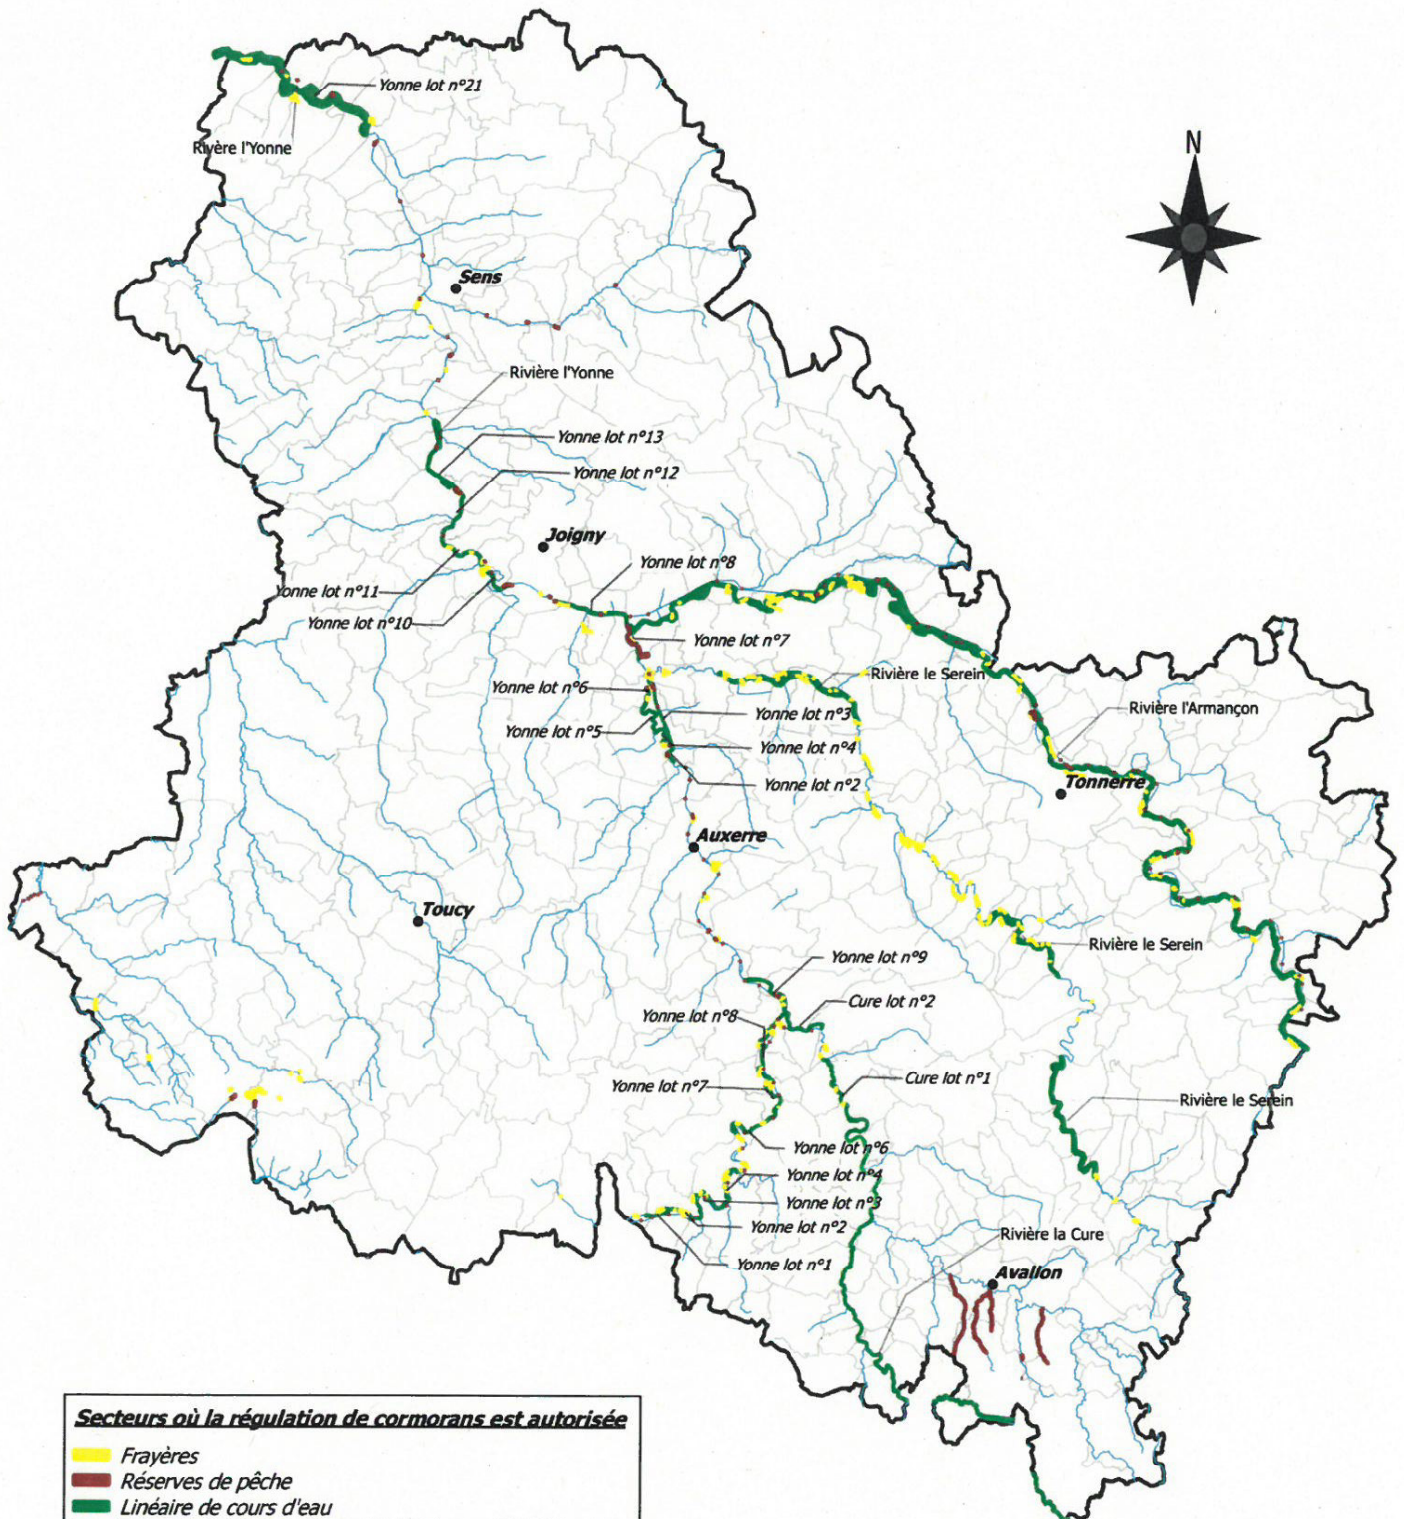 Yonne lot n°21
N
Rivère l'Yonne
Sens
Rivière l'Yonne
Yonne lot n°13
Yonne lot n°12
Joigny
Yonne lot n°8
Yonne lot n°11
Yonne lot n°10
Yonne lot n°7
Rivière le Serein
Yonne lot n°6
Rivière l'Armançon
Yonne lot n°3
Yonne lot n°5
Yonne lot n°4
Tonnerre
Yonne lot n°2
Auxerre
Toucy
Rivière le Serein
Yonne lot n°9
Cure lot n°2
Yonne lot n°8
Cure lot n°1
Yonne lot n°7
Rivière le Serein
Yonne lot n°6
Yonne lot n°4
Yonne lot n°3
Yonne lot n°2
Rivière la Cure
Yonne lot n°1
Avallon
Secteurs où la régulation de cormorans est autorisée
Frayères
Réserves de pêche
Linéaire de cours d'eau